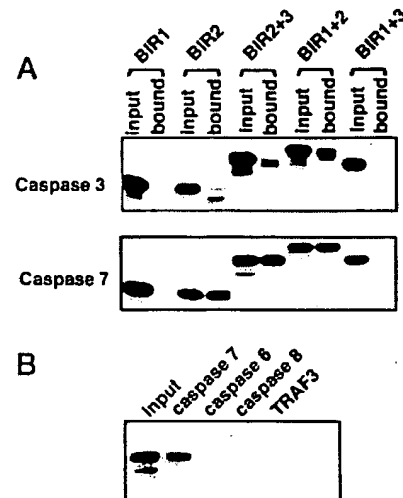 A
BIR1 BIR2 BIR2+3 BIR1+2 BIR1+3
input bound input bound input bound input bound input bound
Caspase 3
Caspase 7
B
Input caspase 7 caspase 6 caspase 8 TRAF3